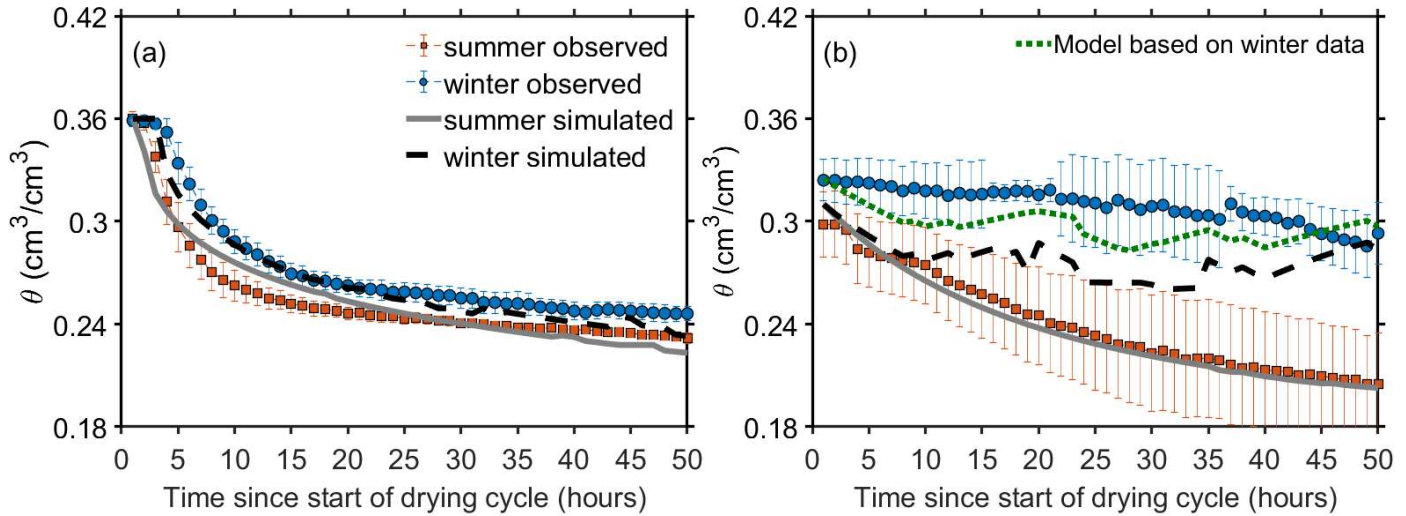 (a)
summer observed
winter observed
summer simulated
winter simulated
0.42
0.36
0.3
0.24
0.18
θ (cm³/cm³)
0 5 10 15 20 25 30 35 40 45 50
Time since start of drying cycle (hours)
(b)
Model based on winter data
0.42
0.36
0.3
0.24
0.18
θ (cm³/cm³)
0 5 10 15 20 25 30 35 40 45 50
Time since start of drying cycle (hours)